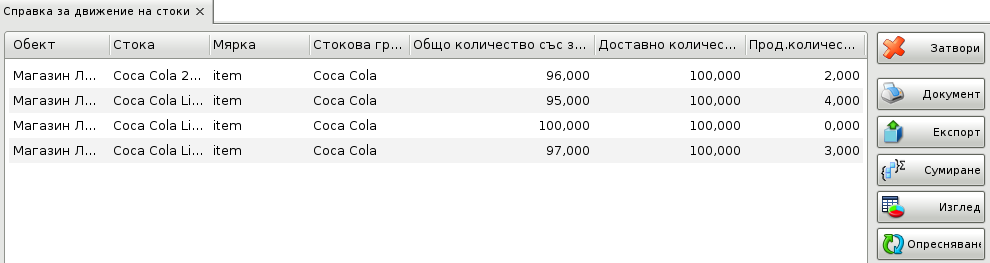 Справка за движение на стоки ×
Обект Стока Мярка Стокова гр... Общо количество със з... Доставно количес... Прод.количес...
Магазин Л... Coca Cola 2... item Coca Cola 96,000 100,000 2,000
Магазин Л... Coca Cola Li... item Coca Cola 95,000 100,000 4,000
Магазин Л... Coca Cola Li... item Coca Cola 100,000 100,000 0,000
Магазин Л... Coca Cola Li... item Coca Cola 97,000 100,000 3,000
Затвори
Документ
Експорт
Сумиране
Изглед
Опресняване